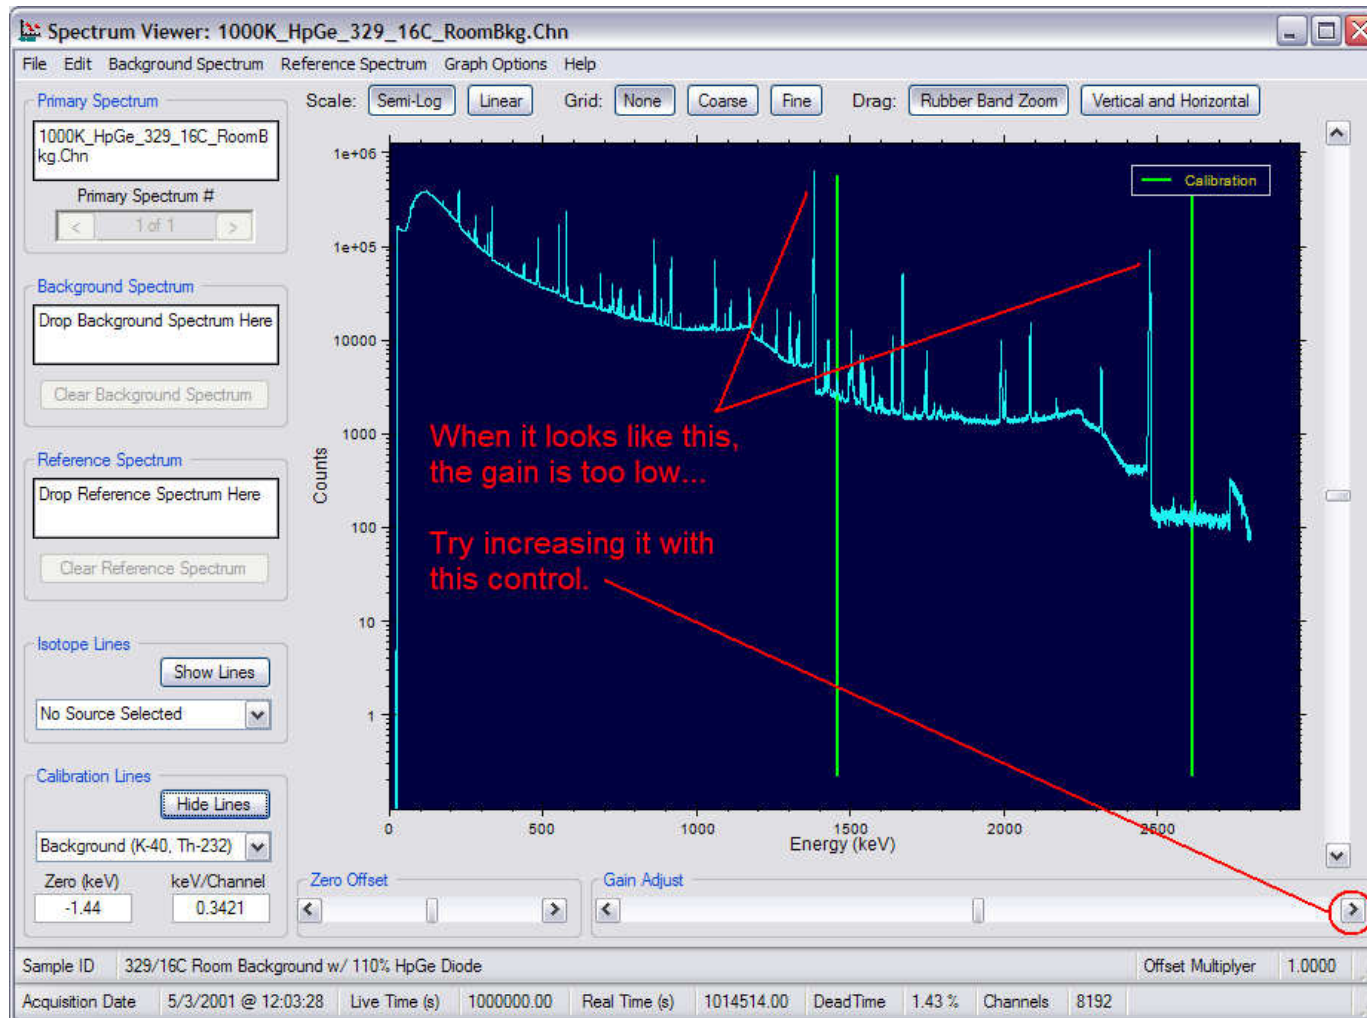 Spectrum Viewer: 1000K_HpGe_329_16C_RoomBkg.Chn
File Edit Background Spectrum Reference Spectrum Graph Options Help
Primary Spectrum
1000K_HpGe_329_16C_RoomB
kg.Chn
Primary Spectrum #
< 1 of 1 >
Background Spectrum
Drop Background Spectrum Here
Clear Background Spectrum
Reference Spectrum
Drop Reference Spectrum Here
Clear Reference Spectrum
Isotope Lines
Show Lines
No Source Selected
Calibration Lines
Hide Lines
Background (K-40, Th-232)
Zero (keV) keV/Channel
-1.44 0.3421
Scale: Semi-Log Linear Grid: None Coarse Fine Drag: Rubber Band Zoom Vertical and Horizontal
Calibration
1e+06
1e+05
10000
1000
100
10
1
Counts
When it looks like this,
the gain is too low...
Try increasing it with
this control.
0 500 1000 1500 2000 2500
Energy (keV)
Zero Offset
Gain Adjust
Sample ID 329/16C Room Background w/ 110% HpGe Diode Offset Multiplyer 1.0000
Acquisition Date 5/3/2001 @ 12:03:28 Live Time (s) 1000000.00 Real Time (s) 1014514.00 DeadTime 1.43 % Channels 8192